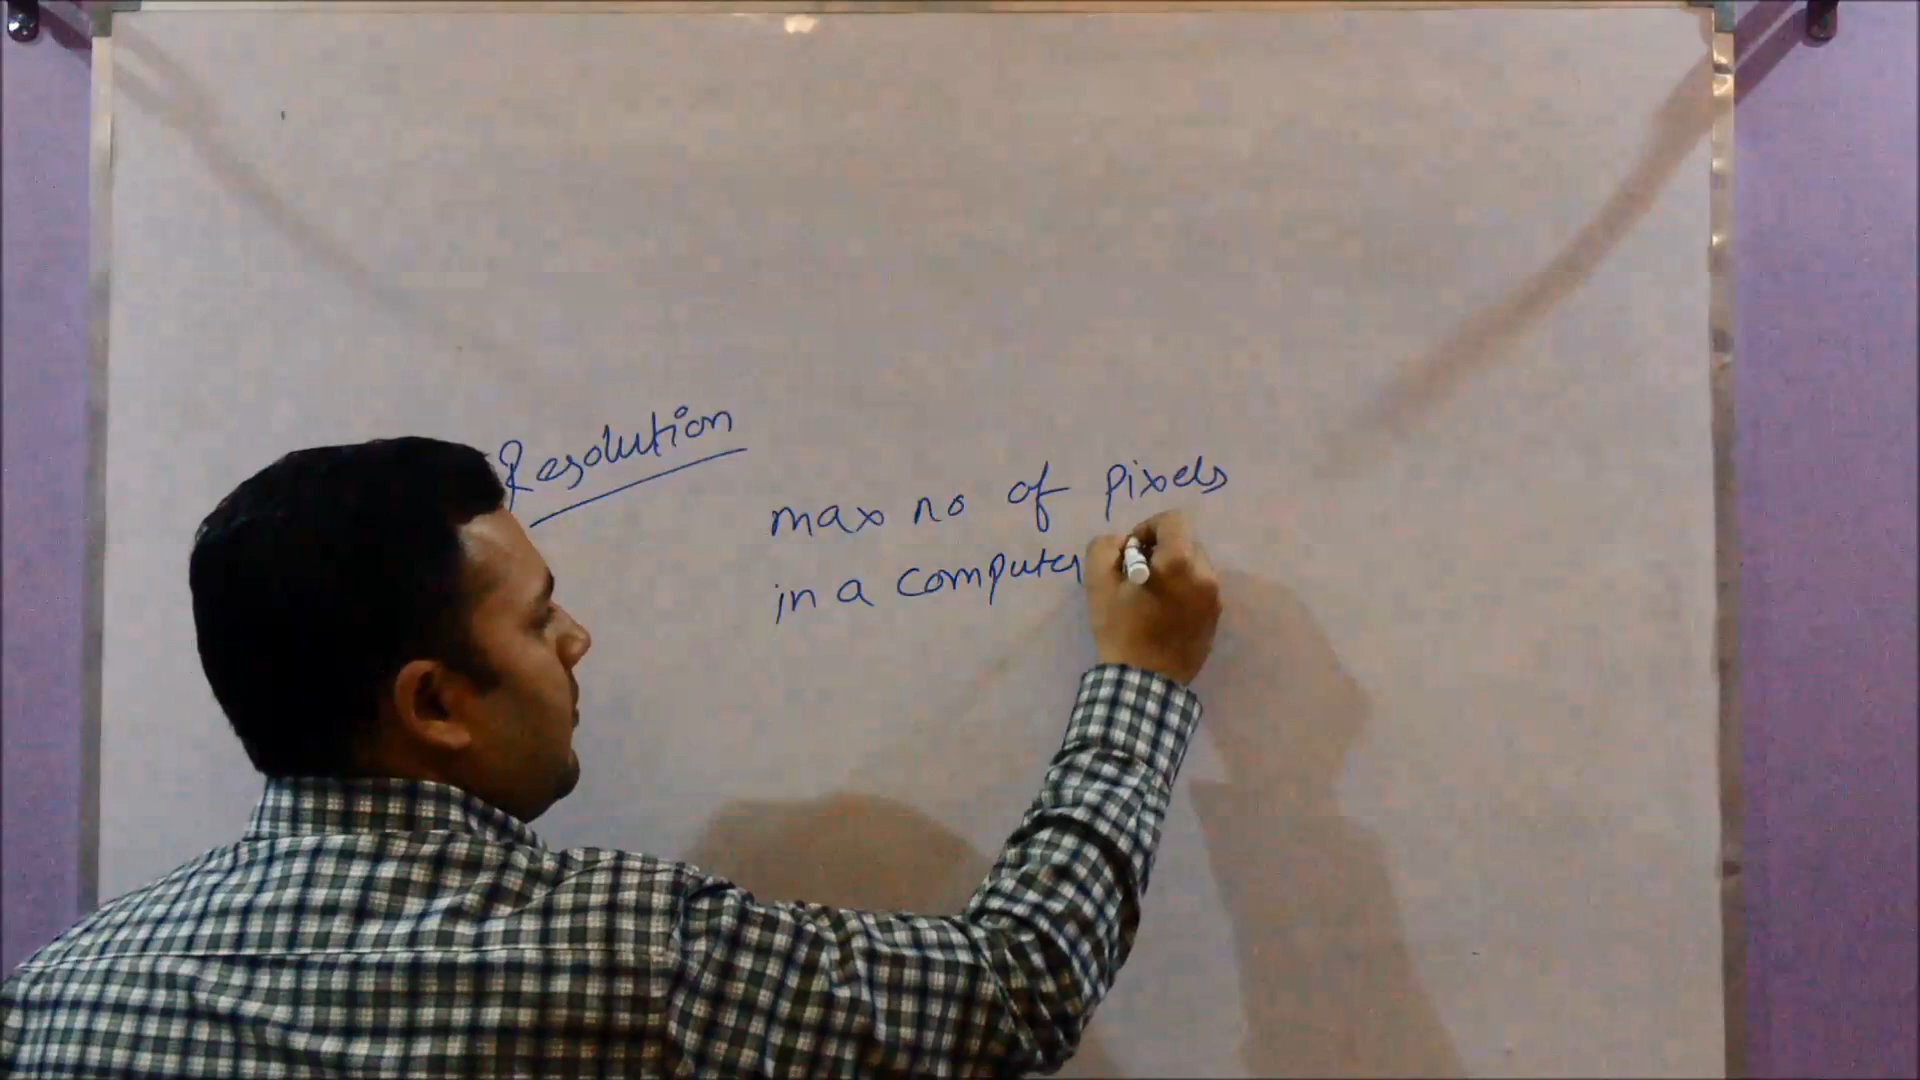 Resolution
max no of pixels
in a computer